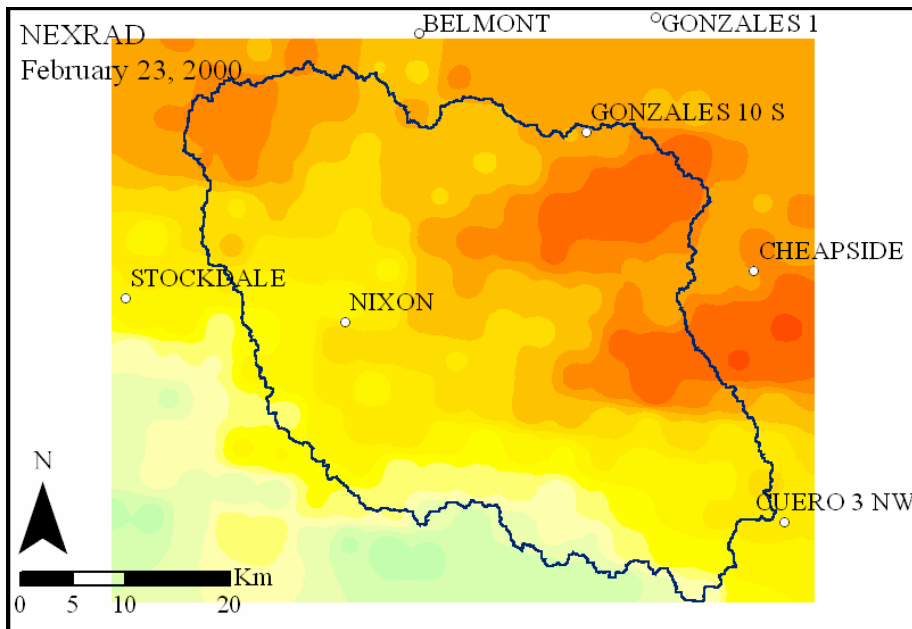 NEXRAD
February 23, 2000
BELMONT
GONZALES 1
GONZALES 10 S
CHEAPSIDE
STOCKDALE
NIXON
CUERO 3 NW
N
Km
0 5 10 20